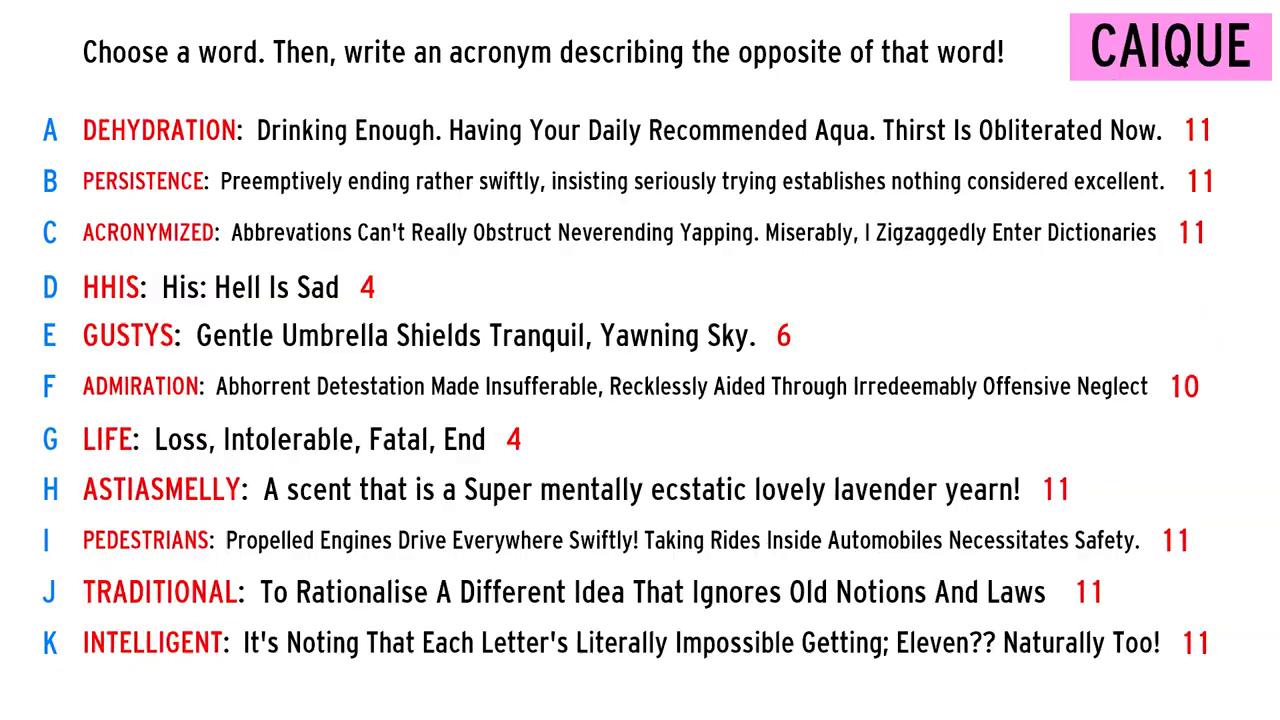 Choose a word. Then, write an acronym describing the opposite of that word!
CAIQUE
A DEHYDRATION: Drinking Enough. Having Your Daily Recommended Aqua. Thirst Is Obliterated Now. 11
B PERSISTENCE: Preemptively ending rather swiftly, insisting seriously trying establishes nothing considered excellent. 11
C ACRONYMIZED: Abbrevations Can't Really Obstruct Neverending Yapping. Miserably, I Zigzaggedly Enter Dictionaries 11
D HHIS: His: Hell Is Sad 4
E GUSTYS: Gentle Umbrella Shields Tranquil, Yawning Sky. 6
F ADMIRATION: Abhorrent Detestation Made Insufferable, Recklessly Aided Through Irredeemably Offensive Neglect 10
G LIFE: Loss, Intolerable, Fatal, End 4
H ASTIASMELLY: A scent that is a Super mentally ecstatic lovely lavender yearn! 11
I PEDESTRIANS: Propelled Engines Drive Everywhere Swiftly! Taking Rides Inside Automobiles Necessitates Safety. 11
J TRADITIONAL: To Rationalise A Different Idea That Ignores Old Notions And Laws 11
K INTELLIGENT: It's Noting That Each Letter's Literally Impossible Getting; Eleven?? Naturally Too! 11